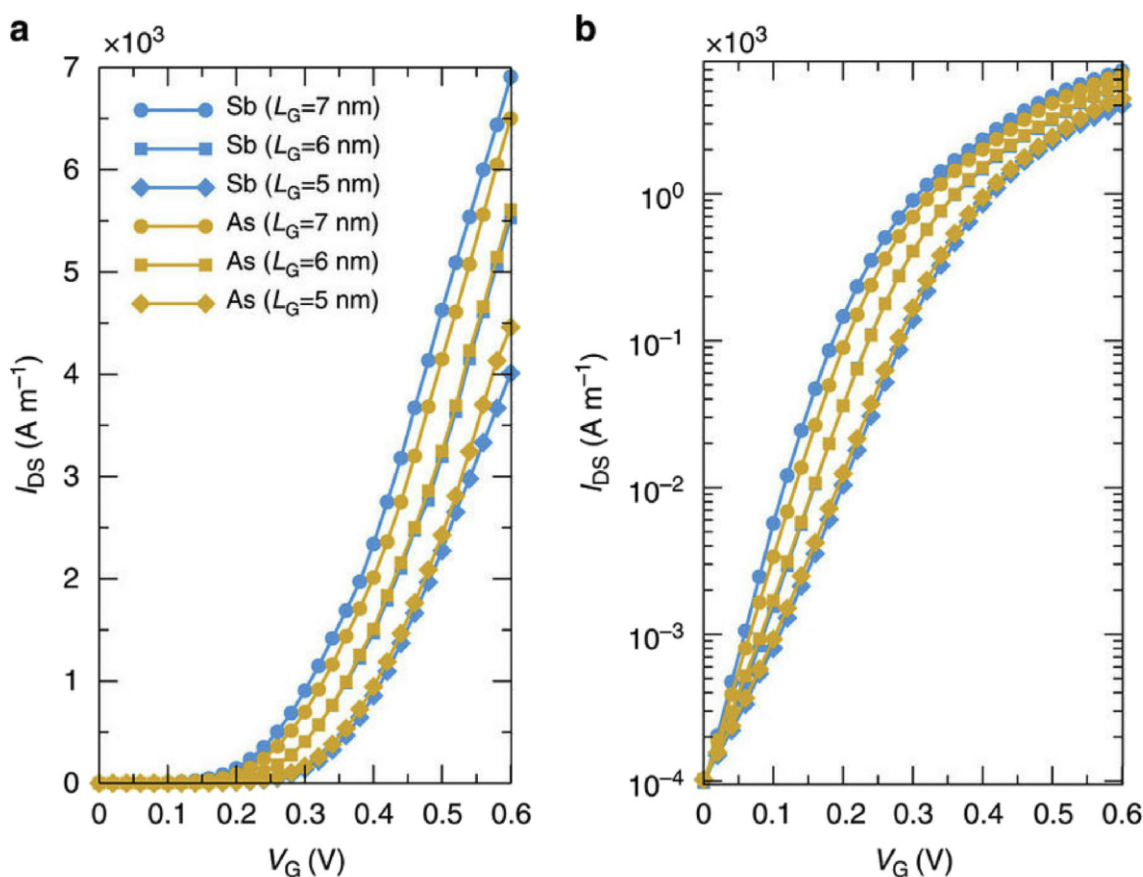 a
×10³
7
6
5
4
3
2
1
0
I_DS (A m⁻¹)
Sb (L_G=7 nm)
Sb (L_G=6 nm)
Sb (L_G=5 nm)
As (L_G=7 nm)
As (L_G=6 nm)
As (L_G=5 nm)
0 0.1 0.2 0.3 0.4 0.5 0.6
V_G (V)
b
×10³
10⁰
10⁻¹
10⁻²
10⁻³
10⁻⁴
I_DS (A m⁻¹)
0 0.1 0.2 0.3 0.4 0.5 0.6
V_G (V)